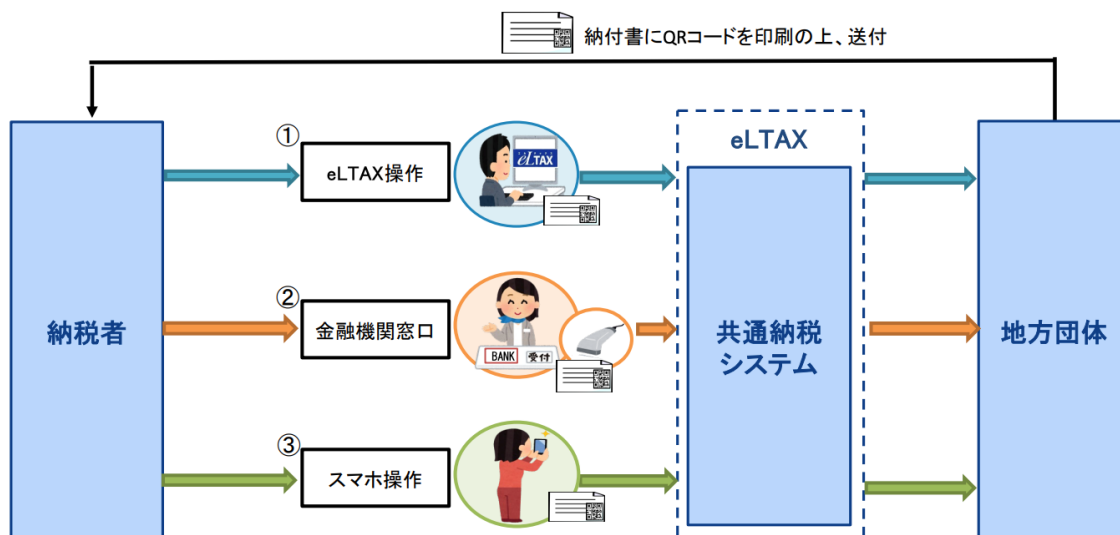 納付書にQRコードを印刷の上、送付
納税者
①
eLTAX操作
eLTAX
②
金融機関窓口
BANK
受付
③
スマホ操作
eLTAX
共通納税
システム
地方団体